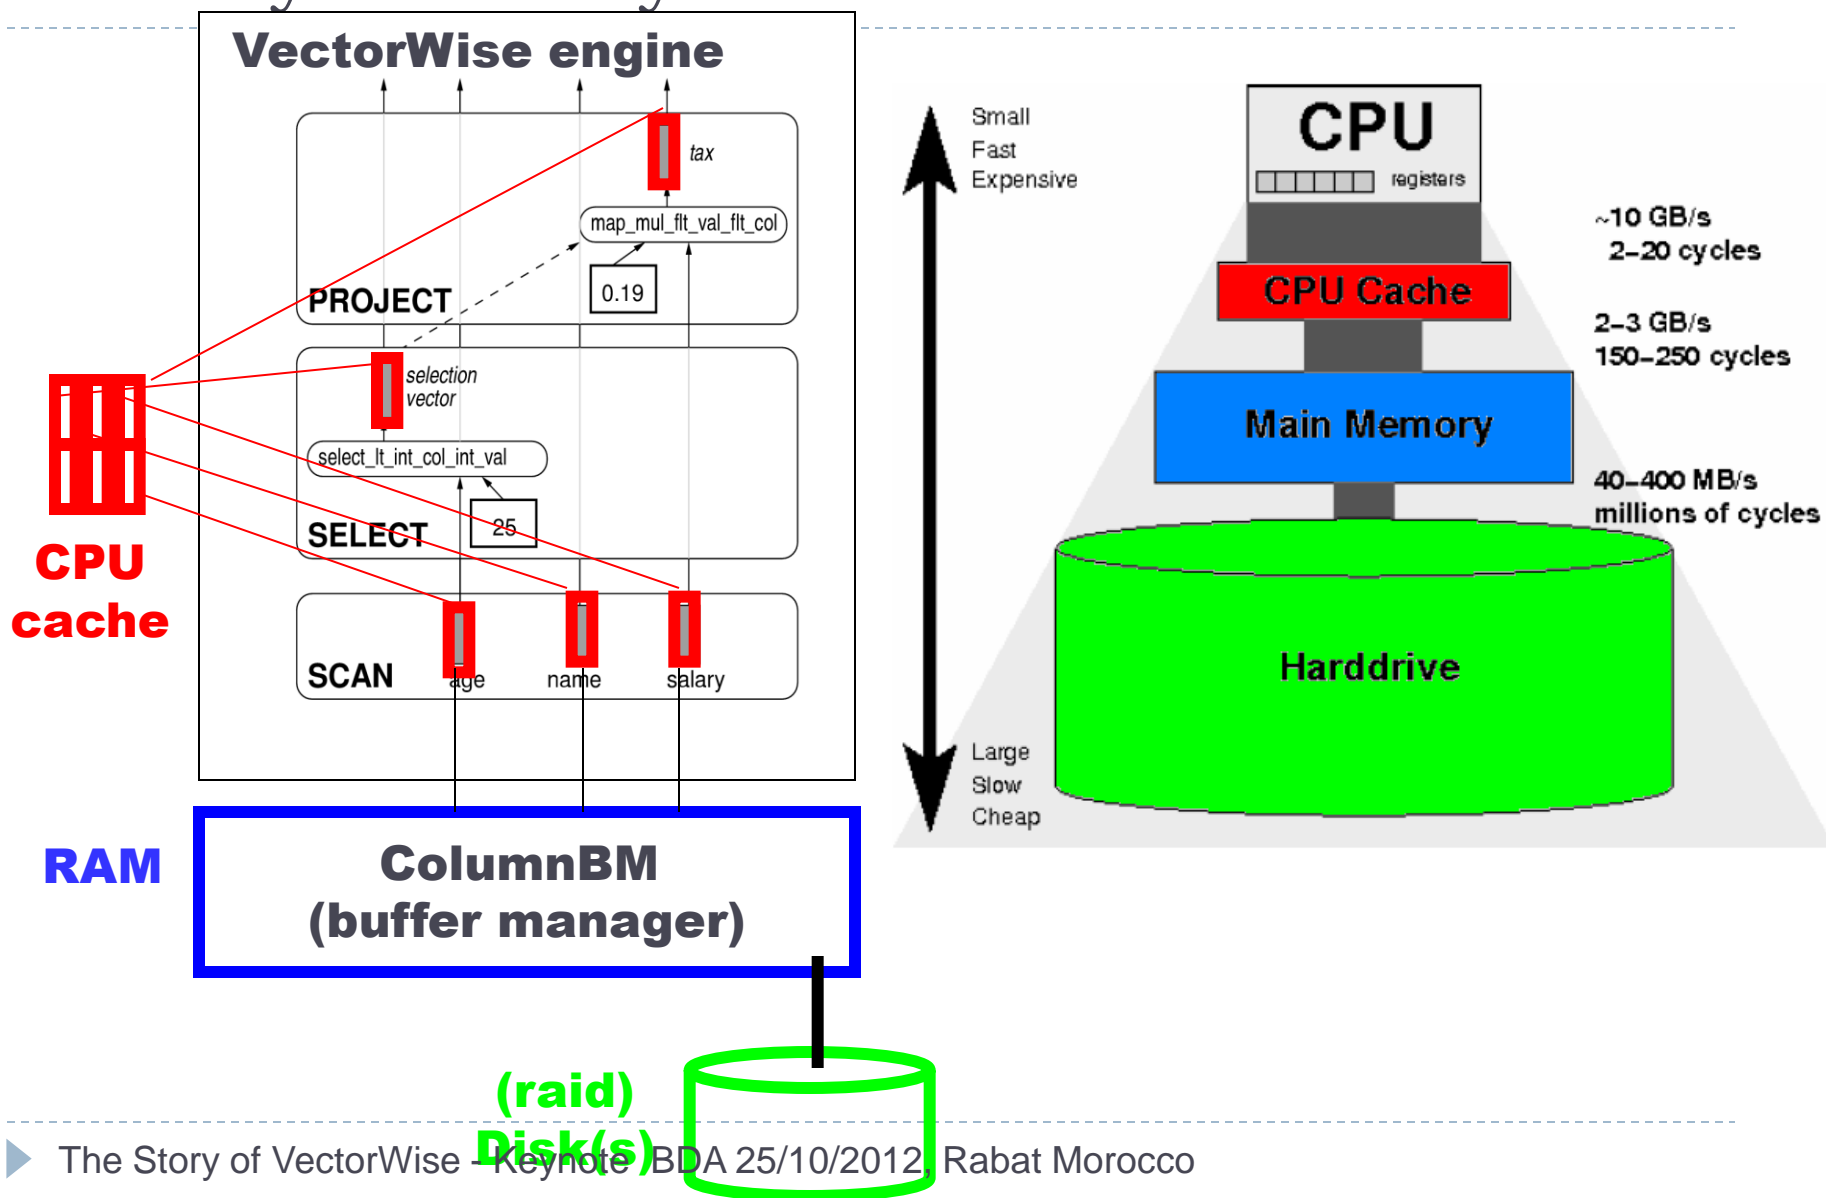 VectorWise engine
tax
map_mul_flt_val_flt_col
0.19
PROJECT
selection
vector
select_lt_int_col_int_val
25
SELECT
SCAN
age
name
salary
CPU
cache
RAM
ColumnBM
(buffer manager)
(raid)
Disk(s)
Small
Fast
Expensive
CPU
registers
~10 GB/s
2–20 cycles
CPU Cache
2–3 GB/s
150–250 cycles
Main Memory
40–400 MB/s
millions of cycles
Harddrive
Large
Slow
Cheap
The Story of VectorWise - Keynote BDA 25/10/2012, Rabat Morocco